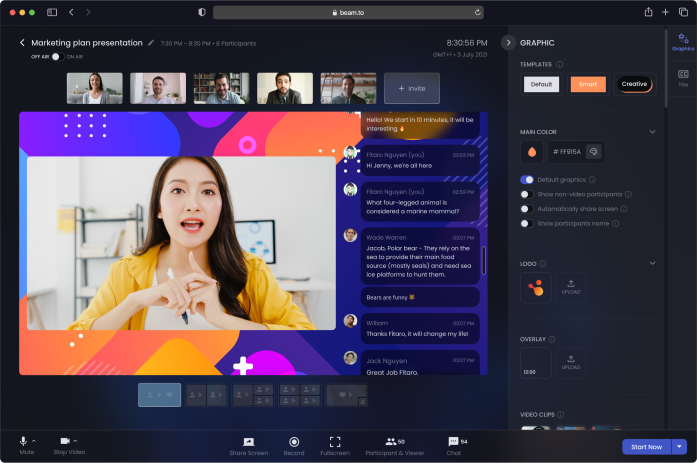 beam.to
Marketing plan presentation
7:30 PM - 8:30 PM • 8 Participants
OFF AIR
ON AIR
8:30:56 PM
GMT+1 • 3 July 2021
+ Invite
Hello! We start in 10 minutes, it will be
interesting 🔥
Fitaro Nguyen (you) 03:03 PM
Hi Jenny, we're all here
Fitaro Nguyen (you) 02:59 PM
What four-legged animal is
considered a marine mammal?
Wade Warren 03:07 PM
Jacob, Polar bear - They rely on the
sea to provide their main food
source (mostly seals) and need sea
ice platforms to hunt them.
Bears are funny 🐻
William 03:07 PM
Thanks Fitaro, it will change my life!
Jack Nguyen 03:07 PM
Great Job Fitaro.
GRAPHIC
TEMPLATES
Default
Smart
Creative
MAIN COLOR
# FF915A
Default graphics
Show non-video participants
Automatically share screen
Show participants name
LOGO
UPLOAD
OVERLAY
12:00
UPLOAD
VIDEO CLIPS
Graphics
Title
Mute
Stop Video
Share Screen
Record
Fullscreen
50
Participant & Viewer
94
Chat
Start Now